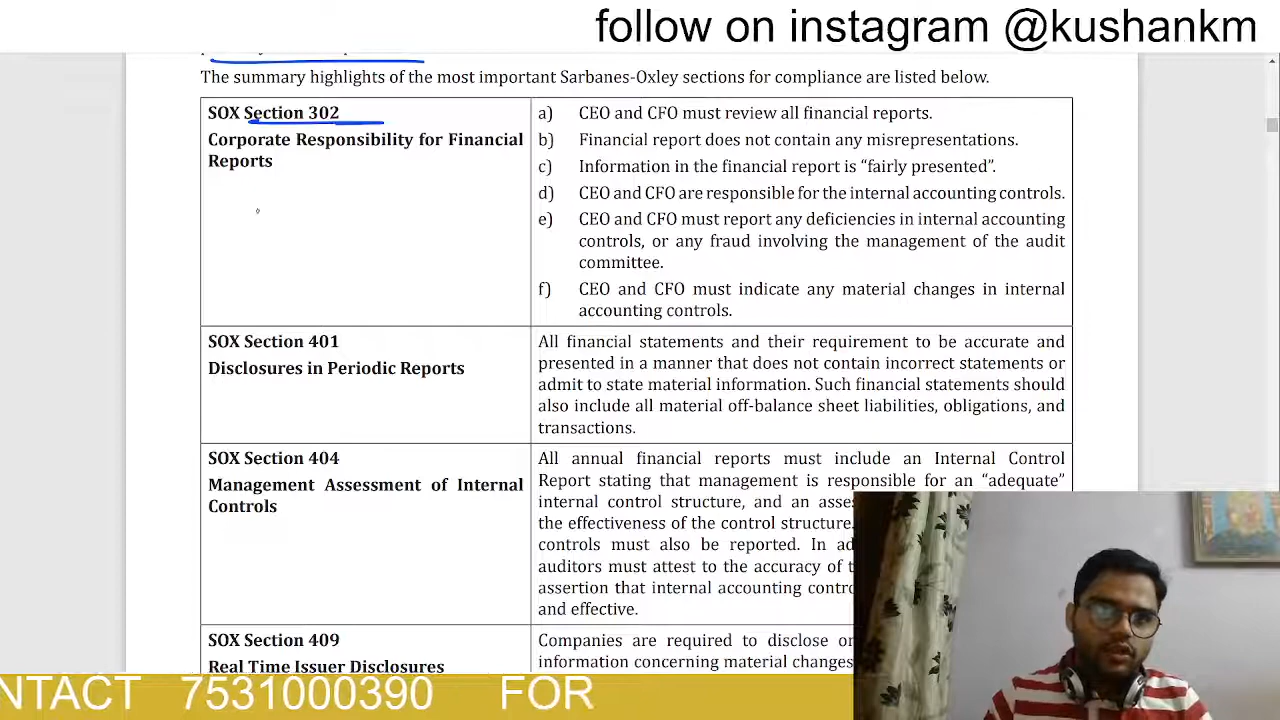 follow on instagram @kushankm
The summary highlights of the most important Sarbanes-Oxley sections for compliance are listed below.
SOX Section 302
Corporate Responsibility for Financial
Reports
a) CEO and CFO must review all financial reports.
b) Financial report does not contain any misrepresentations.
c) Information in the financial report is “fairly presented”.
d) CEO and CFO are responsible for the internal accounting controls.
e) CEO and CFO must report any deficiencies in internal accounting
controls, or any fraud involving the management of the audit
committee.
f) CEO and CFO must indicate any material changes in internal
accounting controls.
SOX Section 401
Disclosures in Periodic Reports
All financial statements and their requirement to be accurate and
presented in a manner that does not contain incorrect statements or
admit to state material information. Such financial statements should
also include all material off-balance sheet liabilities, obligations, and
transactions.
SOX Section 404
Management Assessment of Internal
Controls
All annual financial reports must include an Internal Control
Report stating that management is responsible for an “adequate”
internal control structure, and an
the effectiveness of the control structure.
controls must also be reported. In
auditors must attest to the accuracy of
assertion that internal accounting
and effective.
SOX Section 409
Real Time Issuer Disclosures
Companies are required to disclose
information concerning material changes
NTACT 7531000390 FOR